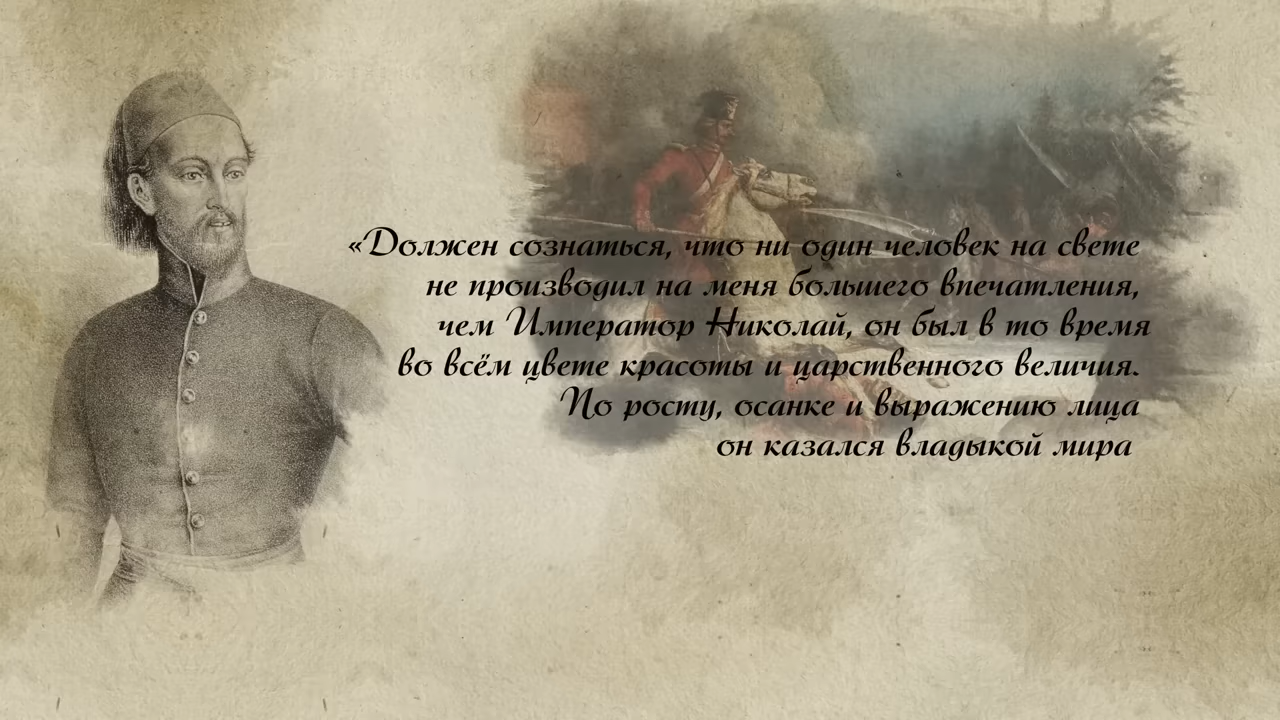 «Должен сознаться, что ни один человек на свете
не производил на меня большего впечатления,
чем Император Николай, он был в то время
во всём цвете красоты и царственного величия.
По росту, осанке и выражению лица
он казался владыкой мира